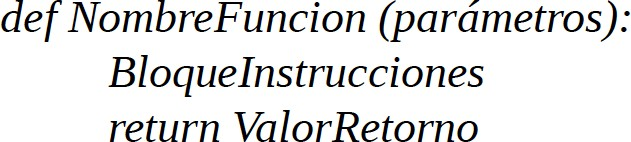 def NombreFuncion (parámetros):
BloqueInstrucciones
return ValorRetorno